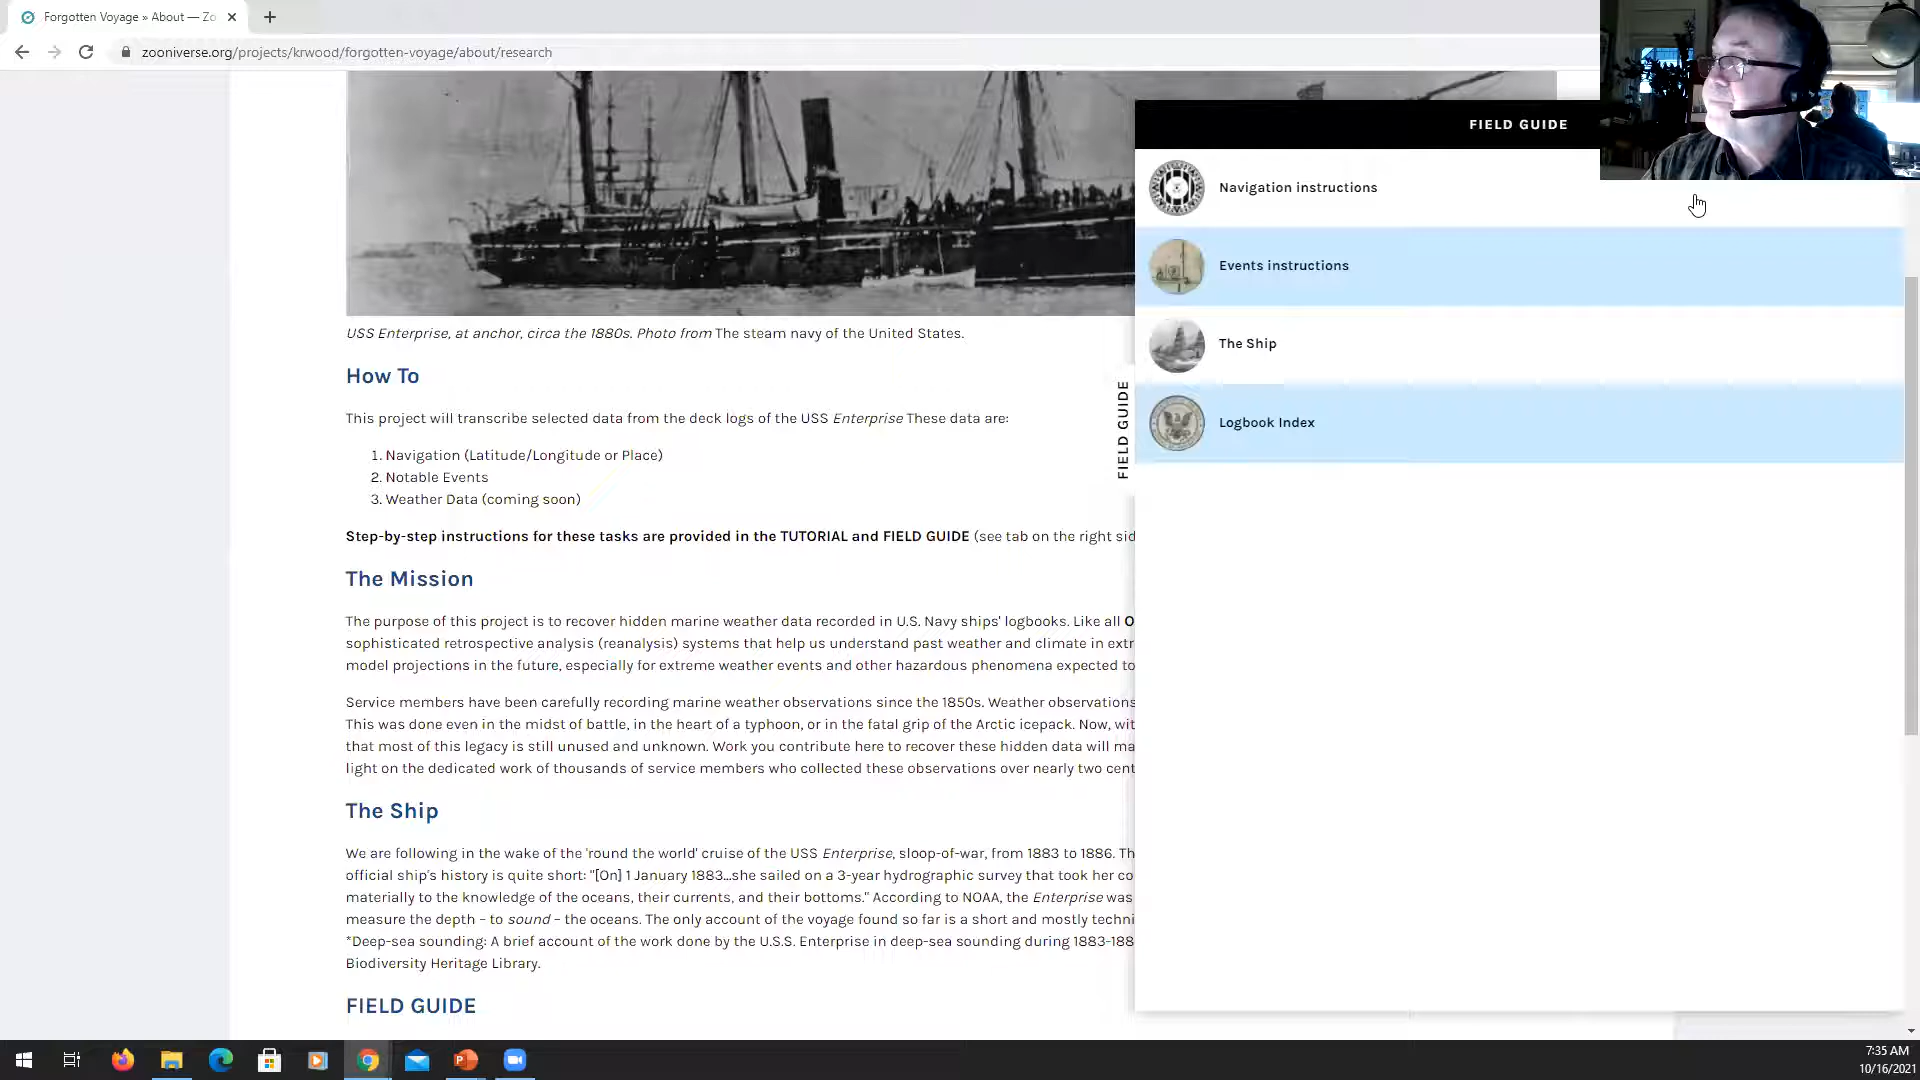 Forgotten Voyage » About — Zo
zooniverse.org/projects/krwood/forgotten-voyage/about/research
USS Enterprise, at anchor, circa the 1880s. Photo from The steam navy of the United States.
How To
This project will transcribe selected data from the deck logs of the USS Enterprise These data are:
1. Navigation (Latitude/Longitude or Place)
2. Notable Events
3. Weather Data (coming soon)
Step-by-step instructions for these tasks are provided in the TUTORIAL and FIELD GUIDE (see tab on the right sid
The Mission
The purpose of this project is to recover hidden marine weather data recorded in U.S. Navy ships' logbooks. Like all O
sophisticated retrospective analysis (reanalysis) systems that help us understand past weather and climate in extr
model projections in the future, especially for extreme weather events and other hazardous phenomena expected to
Service members have been carefully recording marine weather observations since the 1850s. Weather observations
This was done even in the midst of battle, in the heart of a typhoon, or in the fatal grip of the Arctic icepack. Now, wit
that most of this legacy is still unused and unknown. Work you contribute here to recover these hidden data will ma
light on the dedicated work of thousands of service members who collected these observations over nearly two cent
The Ship
We are following in the wake of the 'round the world' cruise of the USS Enterprise, sloop-of-war, from 1883 to 1886. Th
official ship's history is quite short: "[On] 1 January 1883...she sailed on a 3-year hydrographic survey that took her co
materially to the knowledge of the oceans, their currents, and their bottoms." According to NOAA, the Enterprise was
measure the depth – to sound – the oceans. The only account of the voyage found so far is a short and mostly techni
*Deep-sea sounding: A brief account of the work done by the U.S.S. Enterprise in deep-sea sounding during 1883-188
Biodiversity Heritage Library.
FIELD GUIDE
FIELD GUIDE
FIELD GUIDE
Navigation instructions
Events instructions
The Ship
Logbook Index
7:35 AM
10/16/2021